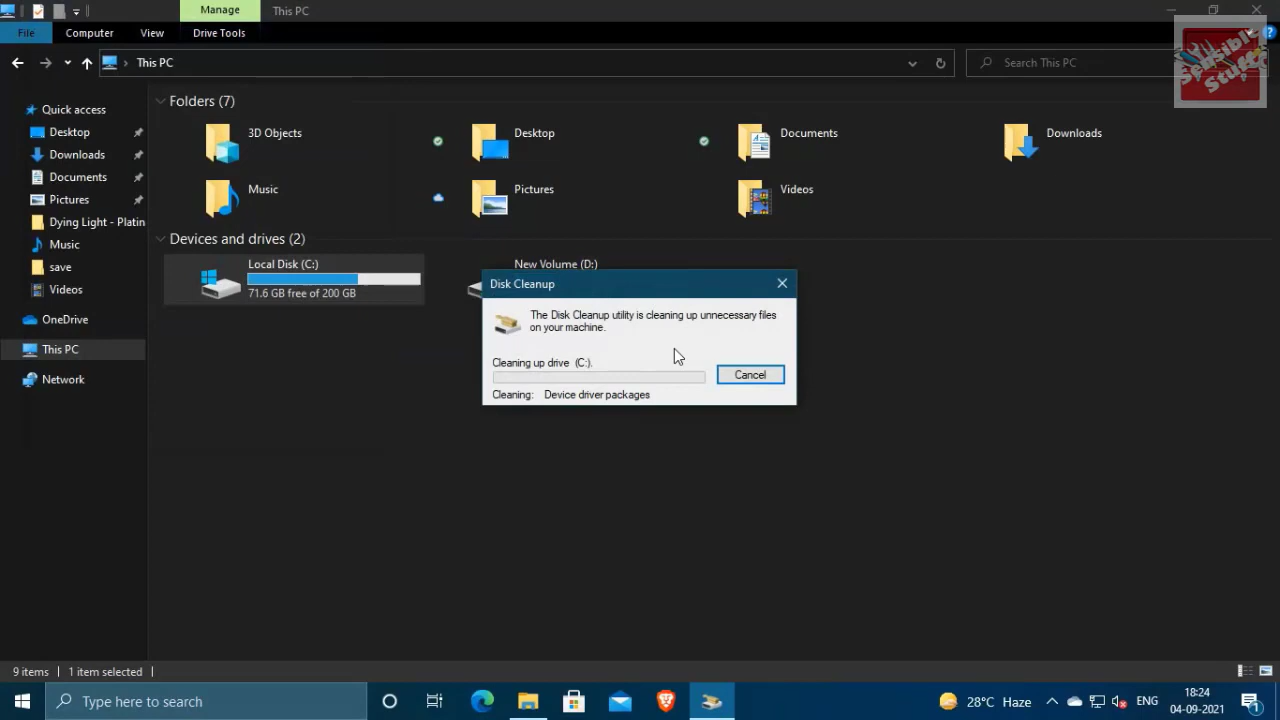 Manage
This PC
File
Computer
View
Drive Tools
This PC
Search This PC
Sensible
Stuff
Quick access
Desktop
Downloads
Documents
Pictures
Dying Light - Platin
Music
save
Videos
OneDrive
This PC
Network
Folders (7)
3D Objects
Desktop
Documents
Downloads
Music
Pictures
Videos
Devices and drives (2)
Local Disk (C:)
71.6 GB free of 200 GB
New Volume (D:)
Disk Cleanup
The Disk Cleanup utility is cleaning up unnecessary files
on your machine.
Cleaning up drive (C:).
Cancel
Cleaning: Device driver packages
9 items
1 item selected
Type here to search
28°C Haze
ENG
18:24
04-09-2021
1